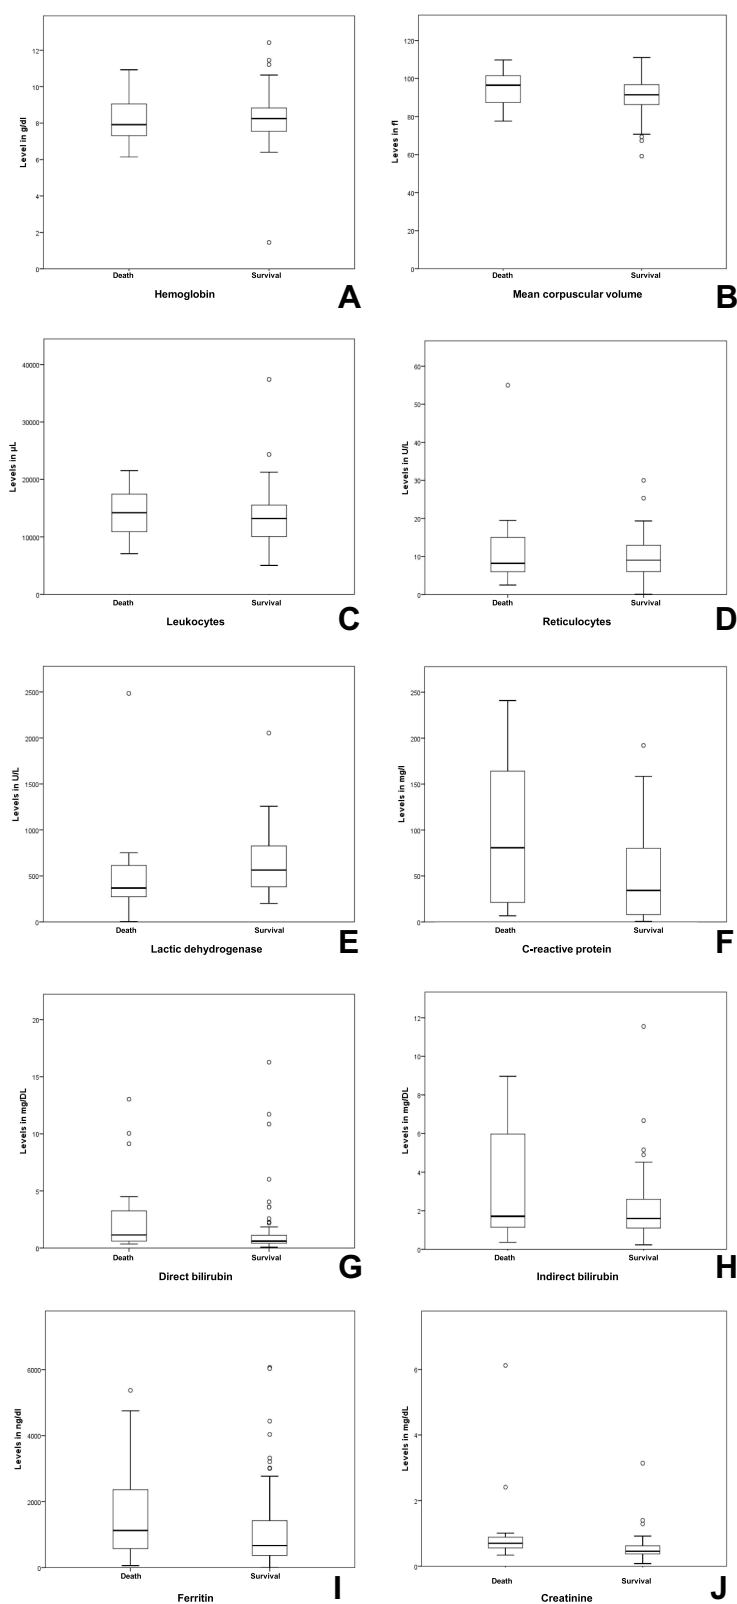 12
10
8
6
4
2
0
Level in g/dl
Death
Survival
Hemoglobin
A
120
100
80
60
40
20
0
Leves in fl
Death
Survival
Mean corpuscular volume
B
40000
30000
20000
10000
0
Levels in µL
Death
Survival
Leukocytes
C
60
50
40
30
20
10
0
Levels in U/L
Death
Survival
Reticulocytes
D
2500
2000
1500
1000
500
0
Levels in U/L
Death
Survival
Lactic dehydrogenase
E
250
200
150
100
50
0
Levels in mg/l
Death
Survival
C-reactive protein
F
20
15
10
5
0
Levels in mg/DL
Death
Survival
Direct bilirubin
G
12
10
8
6
4
2
0
Levels in mg/DL
Death
Survival
Indirect bilirubin
H
6000
4000
2000
0
Levels in ng/dl
Death
Survival
Ferritin
I
6
4
2
0
Levels in mg/dL
Death
Survival
Creatinine
J